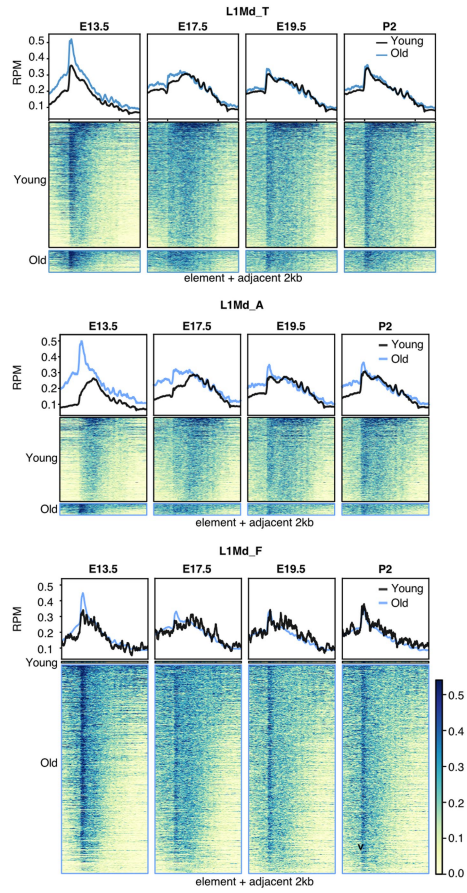 L1Md_T
E13.5 E17.5 E19.5 P2
RPM
0.5
0.4
0.3
0.2
0.1
Young
Old
Young
Old
element + adjacent 2kb
L1Md_A
E13.5 E17.5 E19.5 P2
RPM
0.5
0.4
0.3
0.2
0.1
Young
Old
Young
Old
element + adjacent 2kb
L1Md_F
E13.5 E17.5 E19.5 P2
RPM
0.5
0.4
0.3
0.2
0.1
Young
Old
Young
Old
0.5
0.4
0.3
0.2
0.1
0.0
v
element + adjacent 2kb